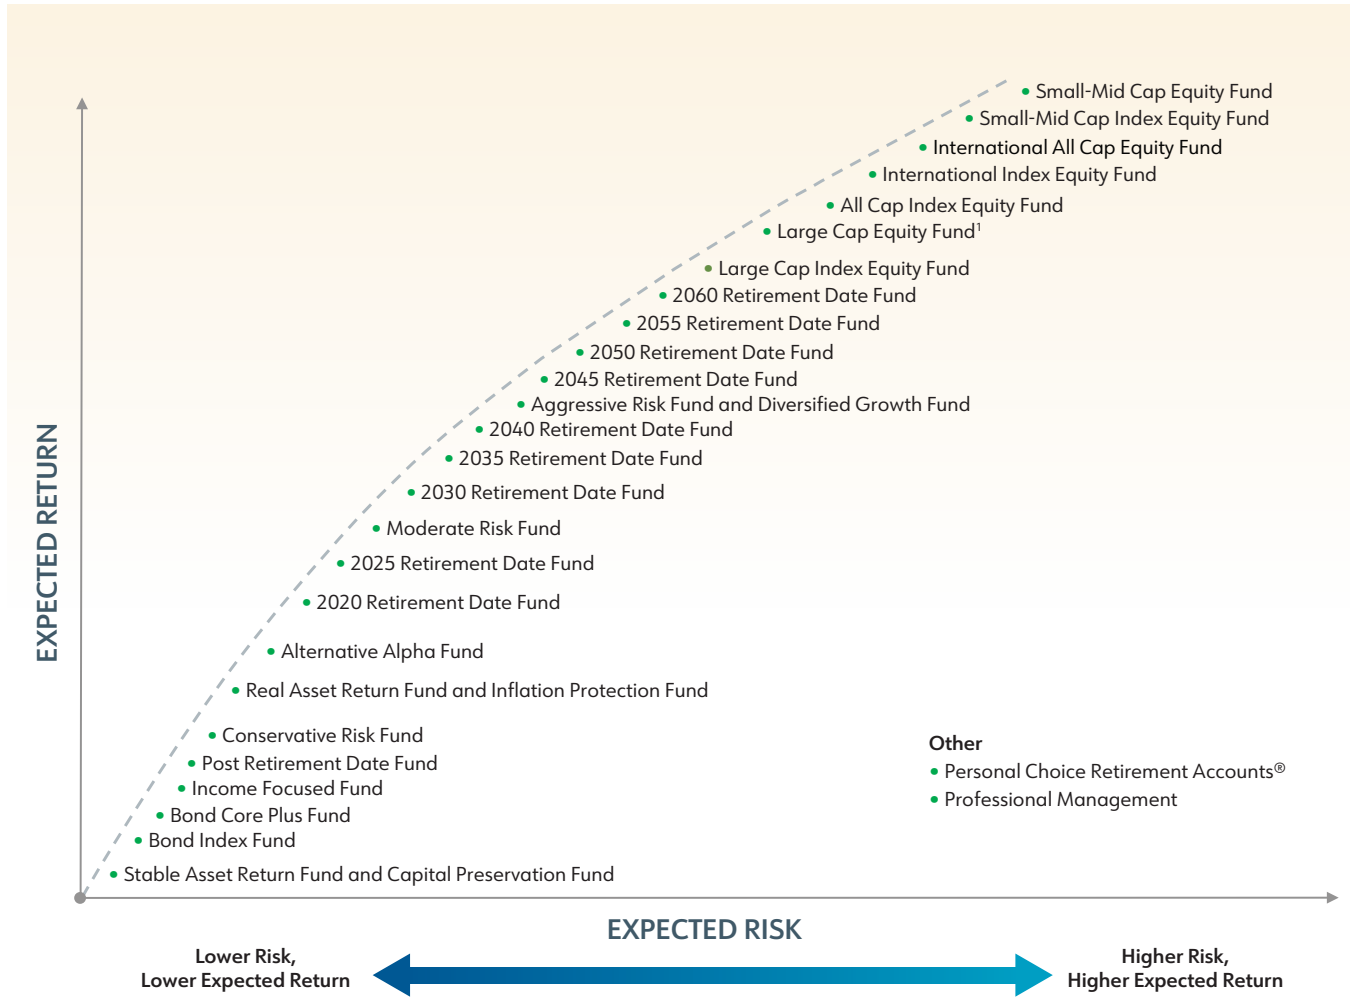 • Small-Mid Cap Equity Fund
• Small-Mid Cap Index Equity Fund
• International All Cap Equity Fund
• International Index Equity Fund
• All Cap Index Equity Fund
• Large Cap Equity Fund¹
• Large Cap Index Equity Fund
• 2060 Retirement Date Fund
• 2055 Retirement Date Fund
• 2050 Retirement Date Fund
• 2045 Retirement Date Fund
• Aggressive Risk Fund and Diversified Growth Fund
• 2040 Retirement Date Fund
• 2035 Retirement Date Fund
• 2030 Retirement Date Fund
• Moderate Risk Fund
• 2025 Retirement Date Fund
• 2020 Retirement Date Fund
• Alternative Alpha Fund
• Real Asset Return Fund and Inflation Protection Fund
• Conservative Risk Fund
• Post Retirement Date Fund
• Income Focused Fund
• Bond Core Plus Fund
• Bond Index Fund
• Stable Asset Return Fund and Capital Preservation Fund
Other
• Personal Choice Retirement Accounts®
• Professional Management
EXPECTED RETURN
EXPECTED RISK
Lower Risk,
Lower Expected Return
Higher Risk,
Higher Expected Return